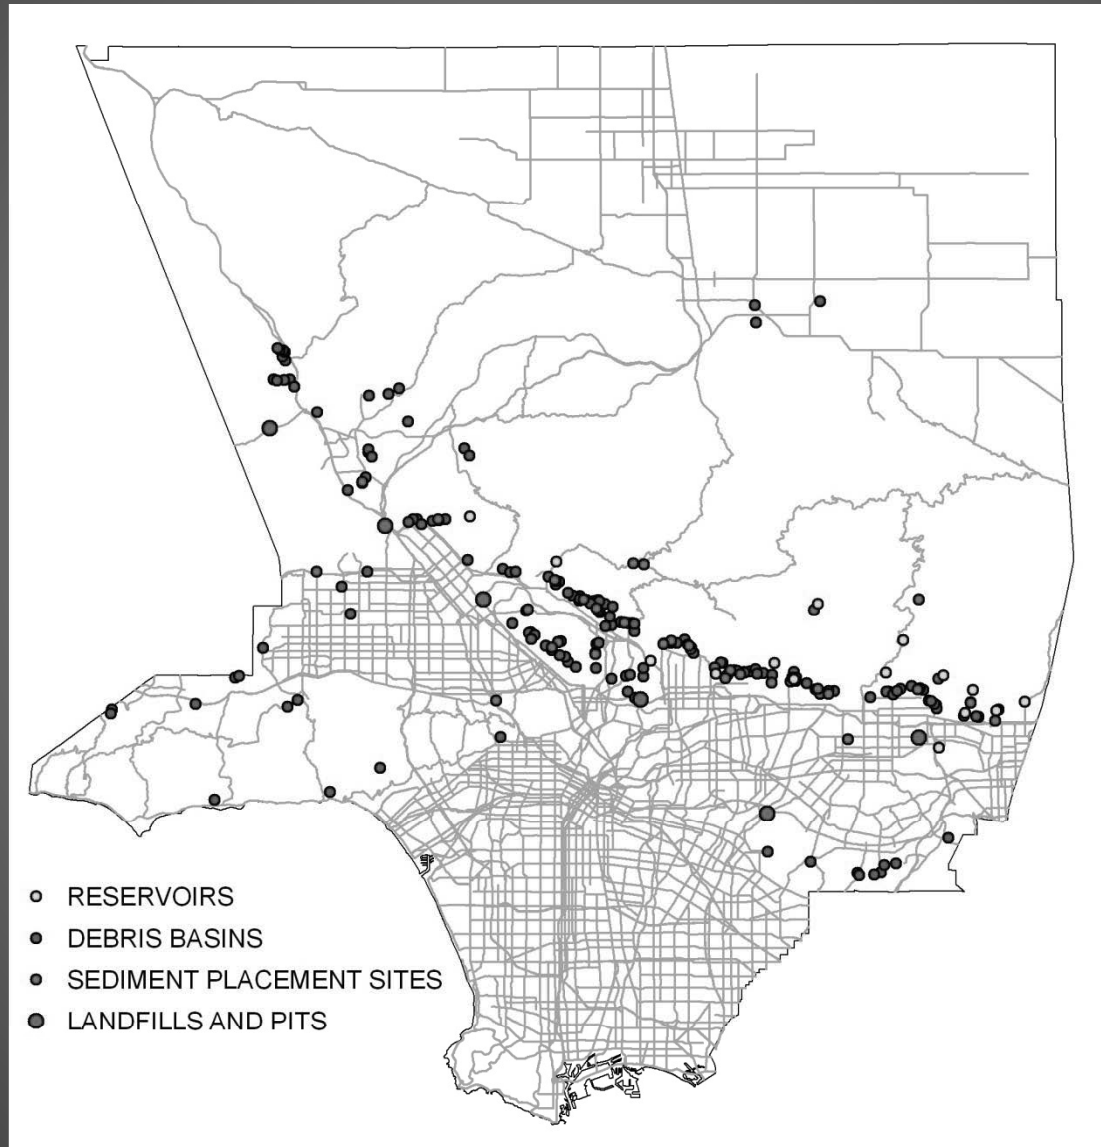 RESERVOIRS
DEBRIS BASINS
SEDIMENT PLACEMENT SITES
LANDFILLS AND PITS